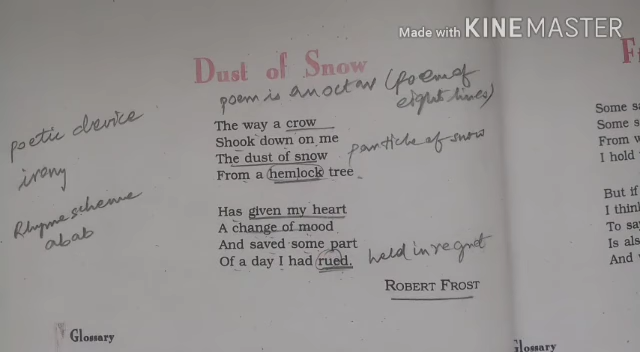 Made with KINEMASTER
Dust of Snow
poem is an octav (poem of
eight lines)
poetic device
irony
Rhyme scheme
abab
The way a crow
Shook down on me
The dust of snow
particle of snow
From a hemlock tree
Has given my heart
A change of mood
And saved some part
Of a day I had rued.
held in regret
ROBERT FROST
Glossary
F
Some s
Some s
From w
I hold
But if
I thin
To sa
Is als
And
Glossary